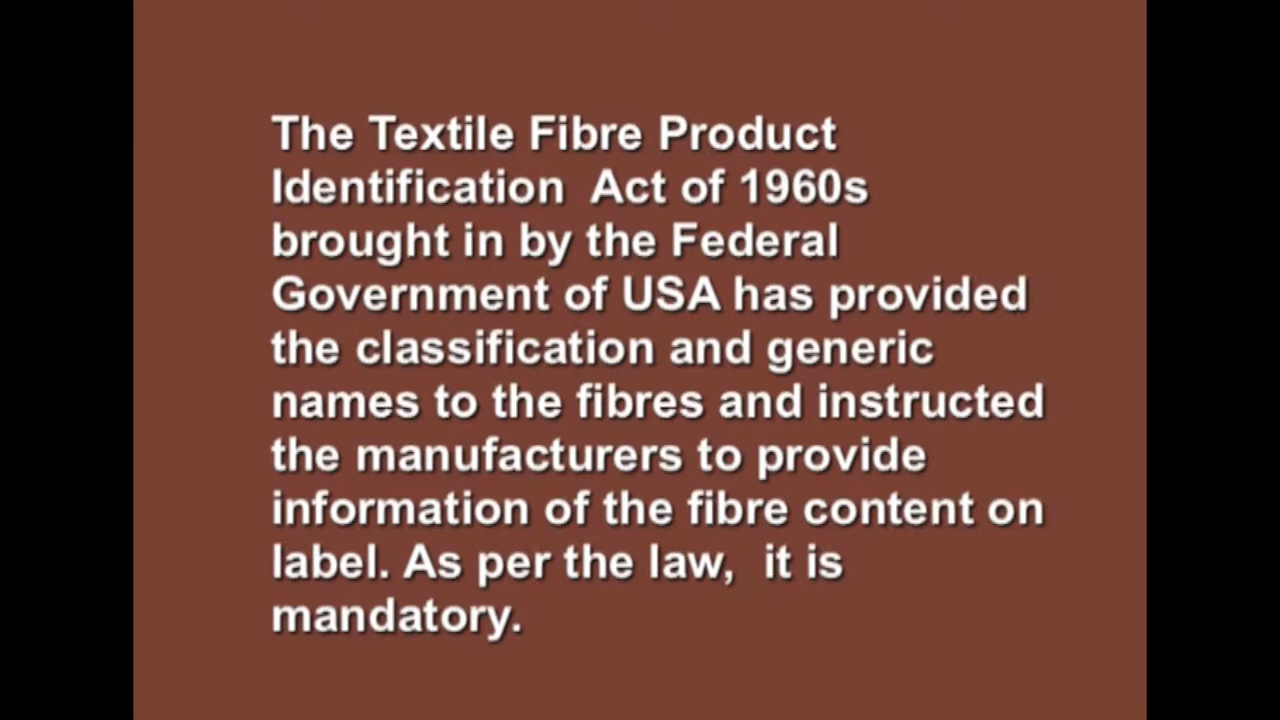 The Textile Fibre Product
Identification  Act of 1960s
brought in by the Federal
Government of USA has provided
the classification and generic
names to the fibres and instructed
the manufacturers to provide
information of the fibre content on
label. As per the law,  it is
mandatory.